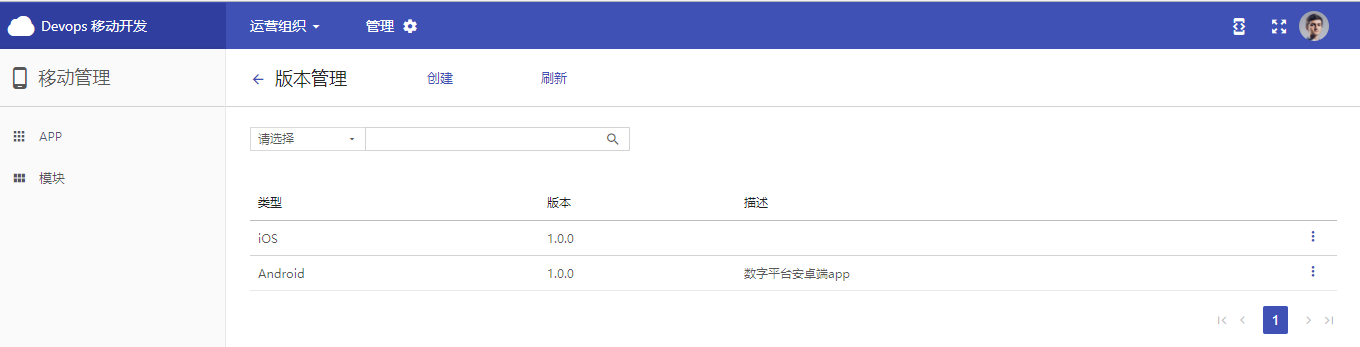 Devops 移动开发 运营组织 管理
移动管理 版本管理 创建 刷新
APP
请选择
模块
类型 版本 描述
iOS 1.0.0
Android 1.0.0 数字平台安卓端app
1